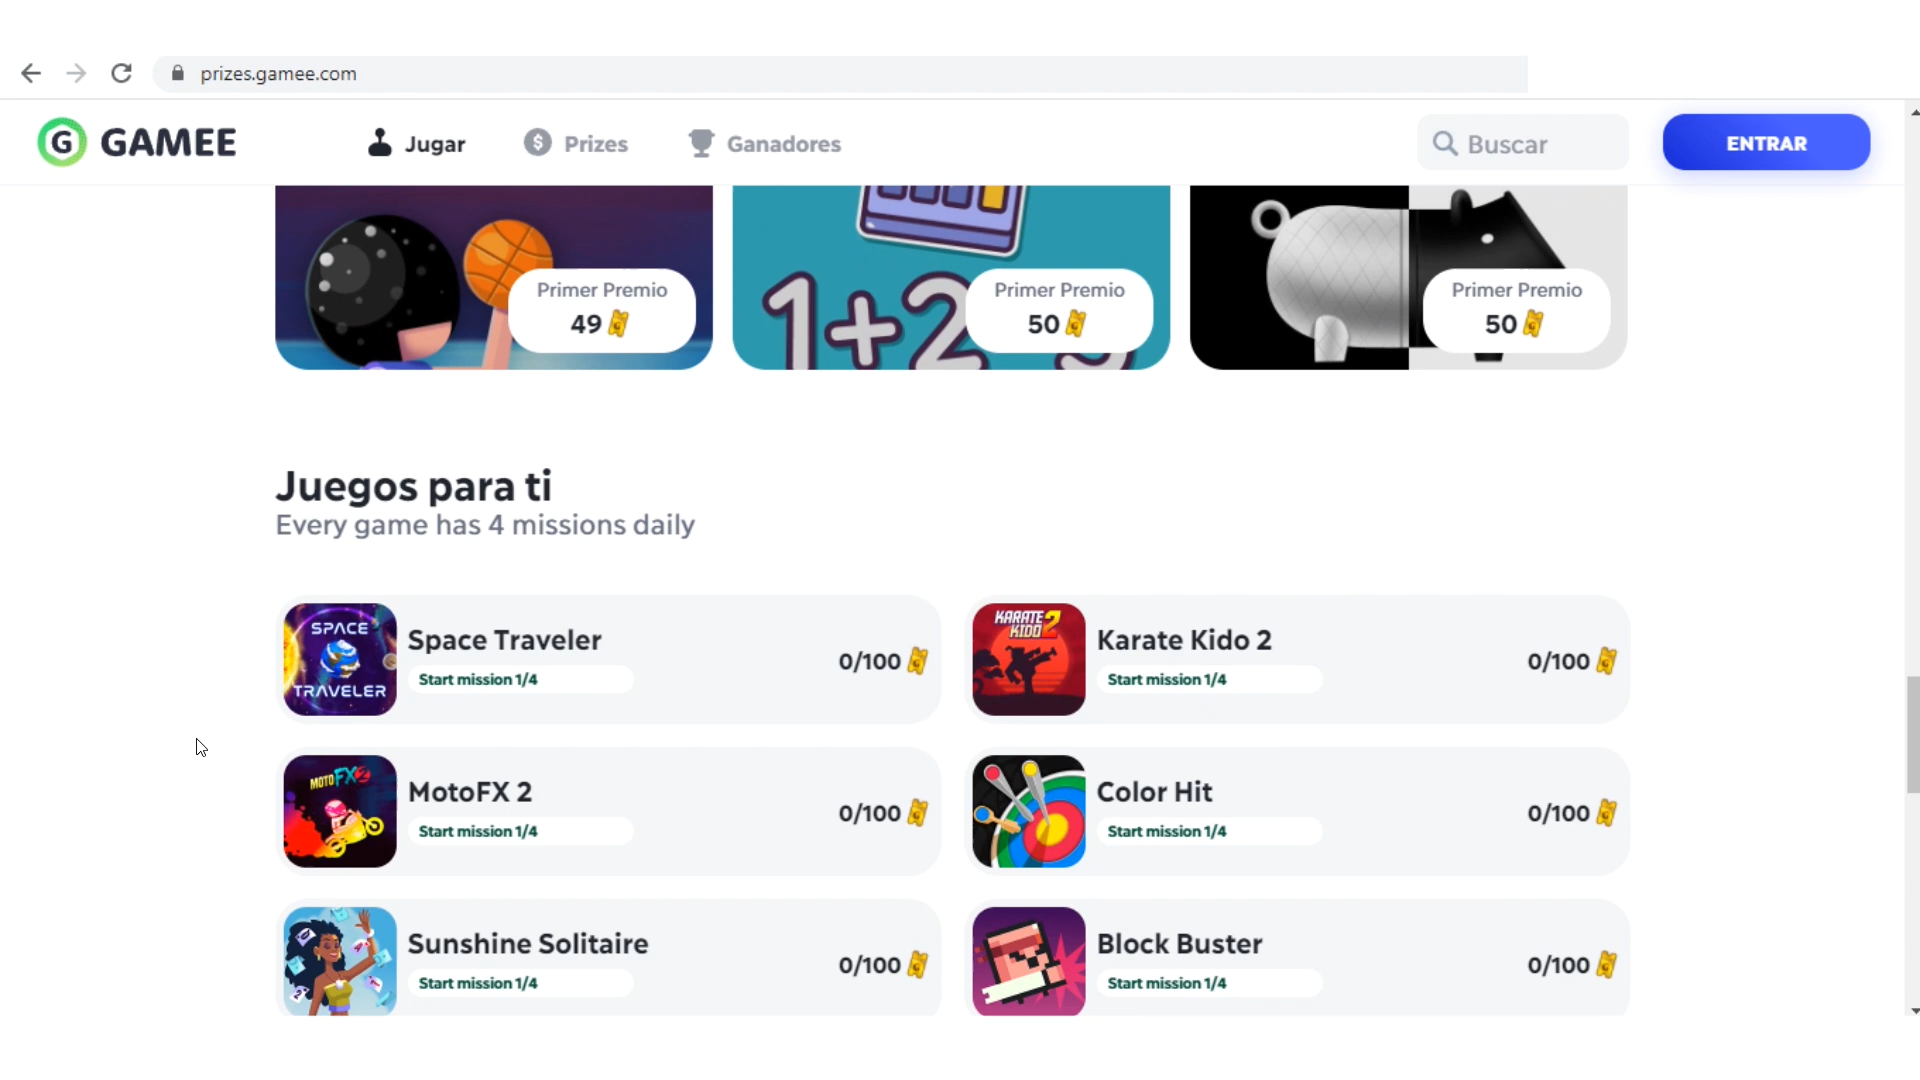 prizes.gamee.com
G GAMEE
Jugar
Prizes
Ganadores
Buscar
ENTRAR
Primer Premio
49
1+2
Primer Premio
50
Primer Premio
50
Juegos para ti
Every game has 4 missions daily
SPACE
TRAVELER
Space Traveler
Start mission 1/4
0/100
KARATE
KIDO 2
Karate Kido 2
Start mission 1/4
0/100
MOTO FX2
MotoFX 2
Start mission 1/4
0/100
Color Hit
Start mission 1/4
0/100
Sunshine Solitaire
Start mission 1/4
0/100
Block Buster
Start mission 1/4
0/100